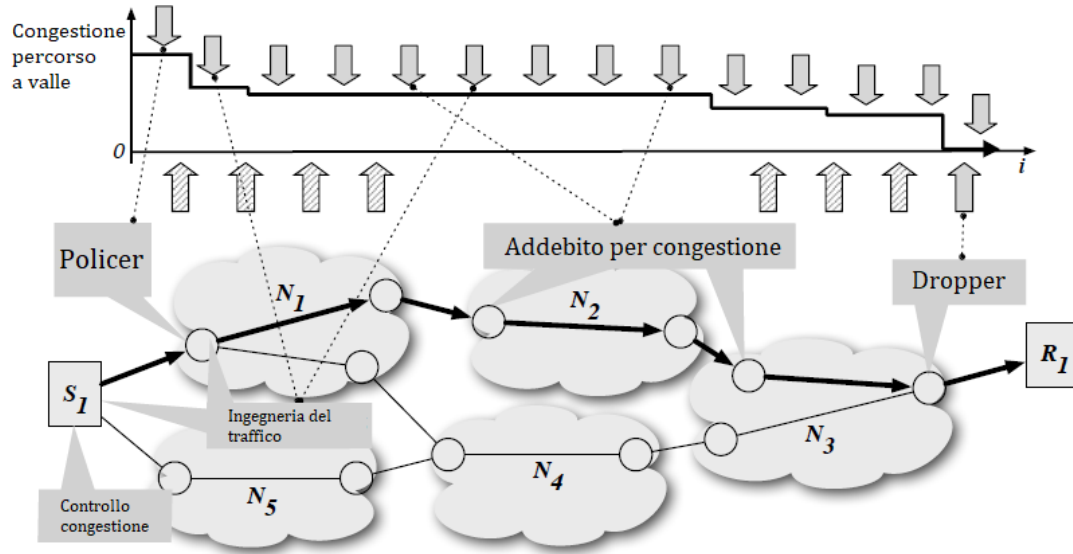 Congestione
percorso
a valle
0
i
Policer
Addebito per congestione
Dropper
N1
N2
S1
R1
Ingegneria del
traffico
N3
N4
N5
Controllo
congestione